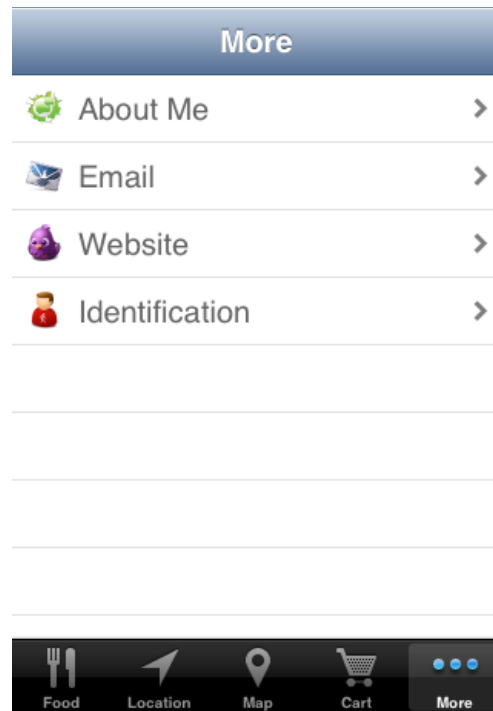 More
About Me
Email
Website
Identification
Food Location Map Cart More